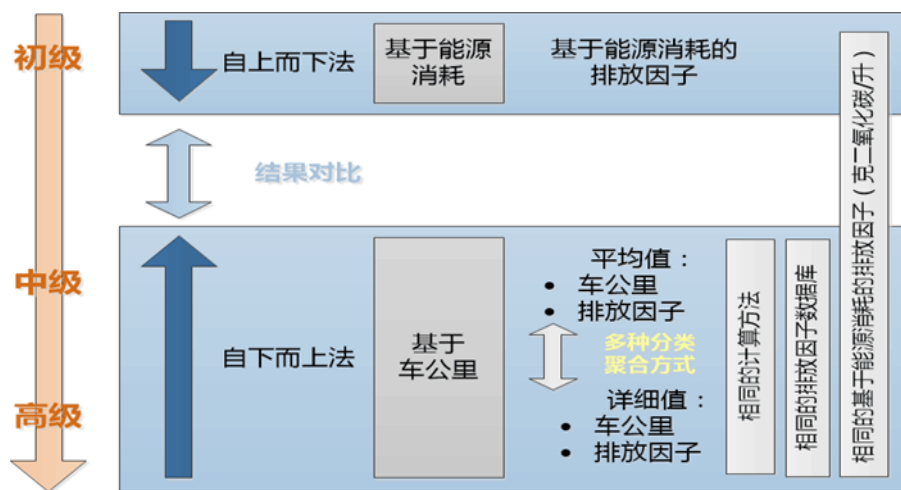 初级
自上而下法
基于能源
消耗
基于能源消耗的
排放因子
结果对比
中级
高级
自下而上法
基于
车公里
平均值：
• 车公里
• 排放因子
多种分类
聚合方式
详细值：
• 车公里
• 排放因子
相同的计算方法
相同的排放因子数据库
相同的基于能源消耗的排放因子（克二氧化碳/升）